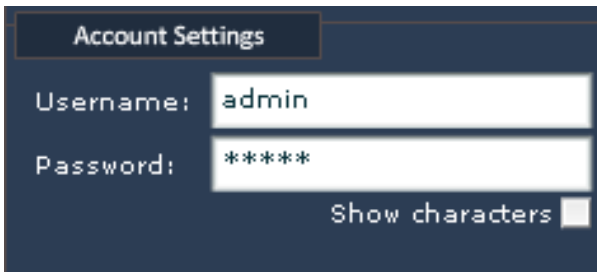 Account Settings
Username: admin
Password: *****
Show characters